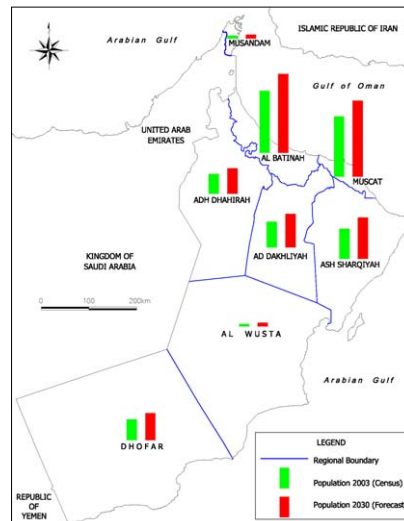 Arabian Gulf
ISLAMIC REPUBLIC OF IRAN
MUSANDAM
Gulf of Oman
UNITED ARAB
EMIRATES
AL BATINAH
MUSCAT
ADH DHAHIRAH
AD DAKHLIYAH
ASH SHARQIYAH
KINGDOM
OF
SAUDI ARABIA
0 100 200km
AL WUSTA
Arabian Gulf
DHOFAR
REPUBLIC
OF
YEMEN
LEGEND
Regional Boundary
Population 2003 (Census)
Population 2030 (Forecast